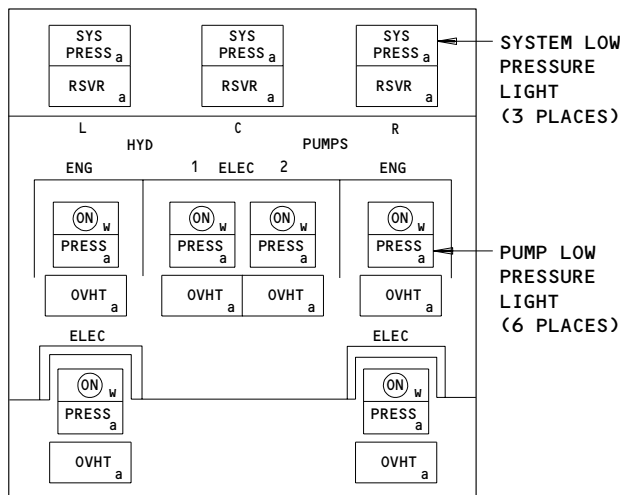 SYS PRESS a
RSVR a
SYS PRESS a
RSVR a
SYS PRESS a
RSVR a
SYSTEM LOW
PRESSURE
LIGHT
(3 PLACES)
L C R
HYD PUMPS
ENG 1 ELEC 2 ENG
ON W ON W ON W ON W
PRESS a PRESS a PRESS a PRESS a
PUMP LOW
PRESSURE
LIGHT
(6 PLACES)
OVHT a OVHT a OVHT a OVHT a
ELEC ELEC
ON W ON W
PRESS a PRESS a
OVHT a OVHT a